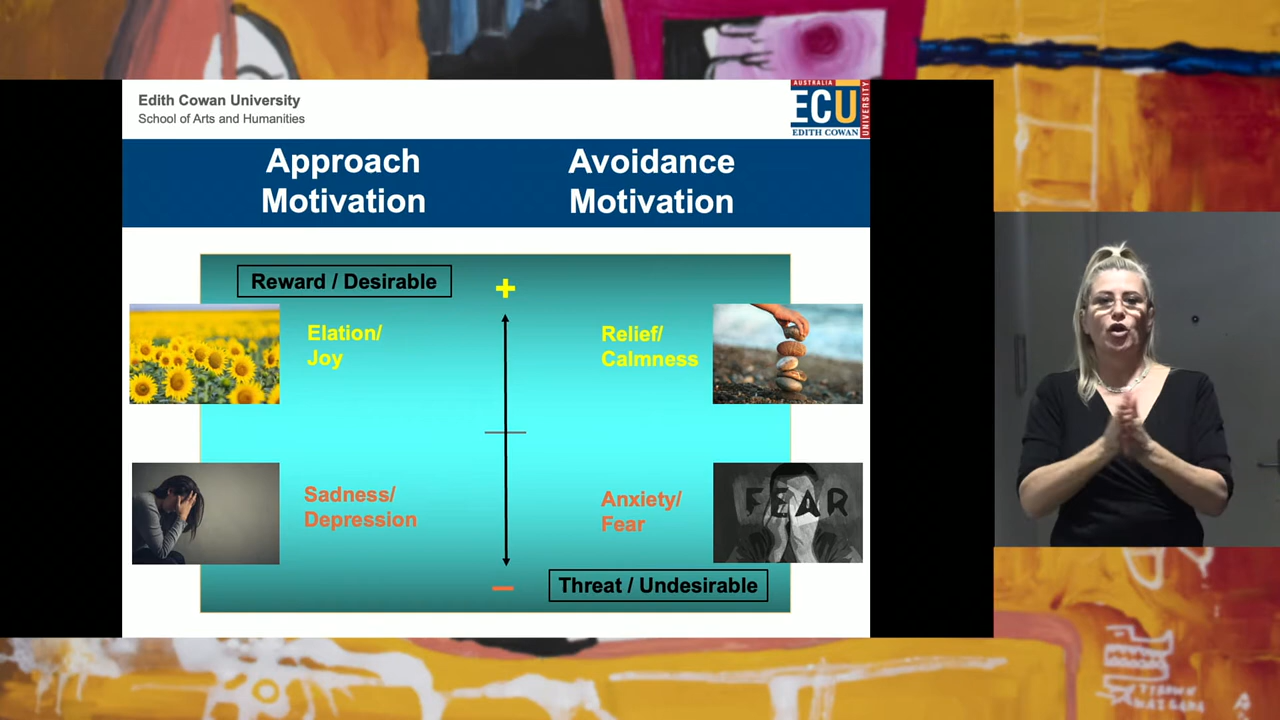 Edith Cowan University
School of Arts and Humanities
AUSTRALIA
ECU
UNIVERSITY
EDITH COWAN
Approach
Motivation
Avoidance
Motivation
Reward / Desirable
+
Elation/
Joy
Relief/
Calmness
Sadness/
Depression
Anxiety/
Fear
FEAR
–
Threat / Undesirable